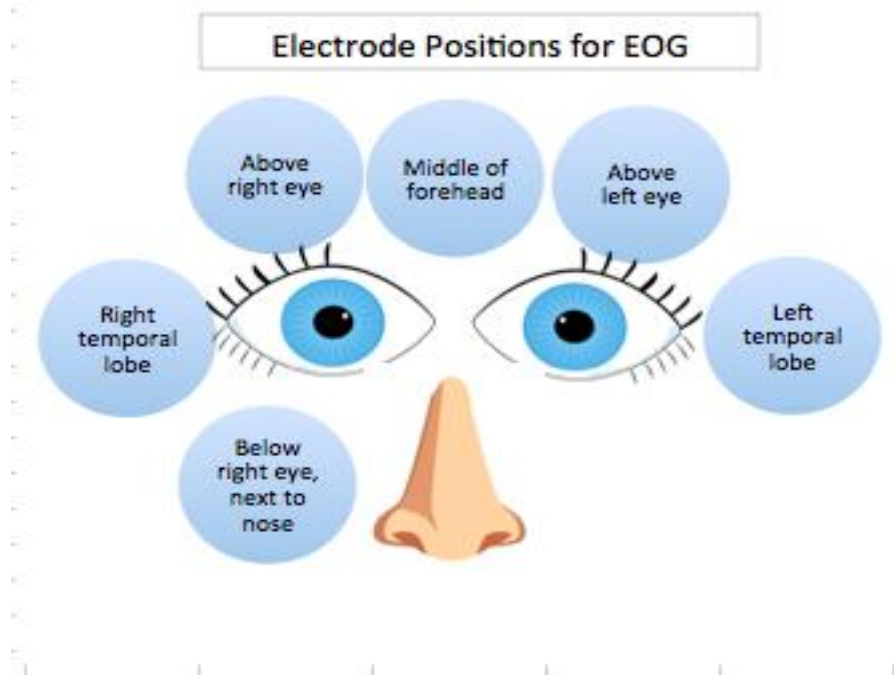 Electrode Positions for EOG
Above
right eye
Middle of
forehead
Above
left eye
Right
temporal
lobe
Left
temporal
lobe
Below
right eye,
next to
nose